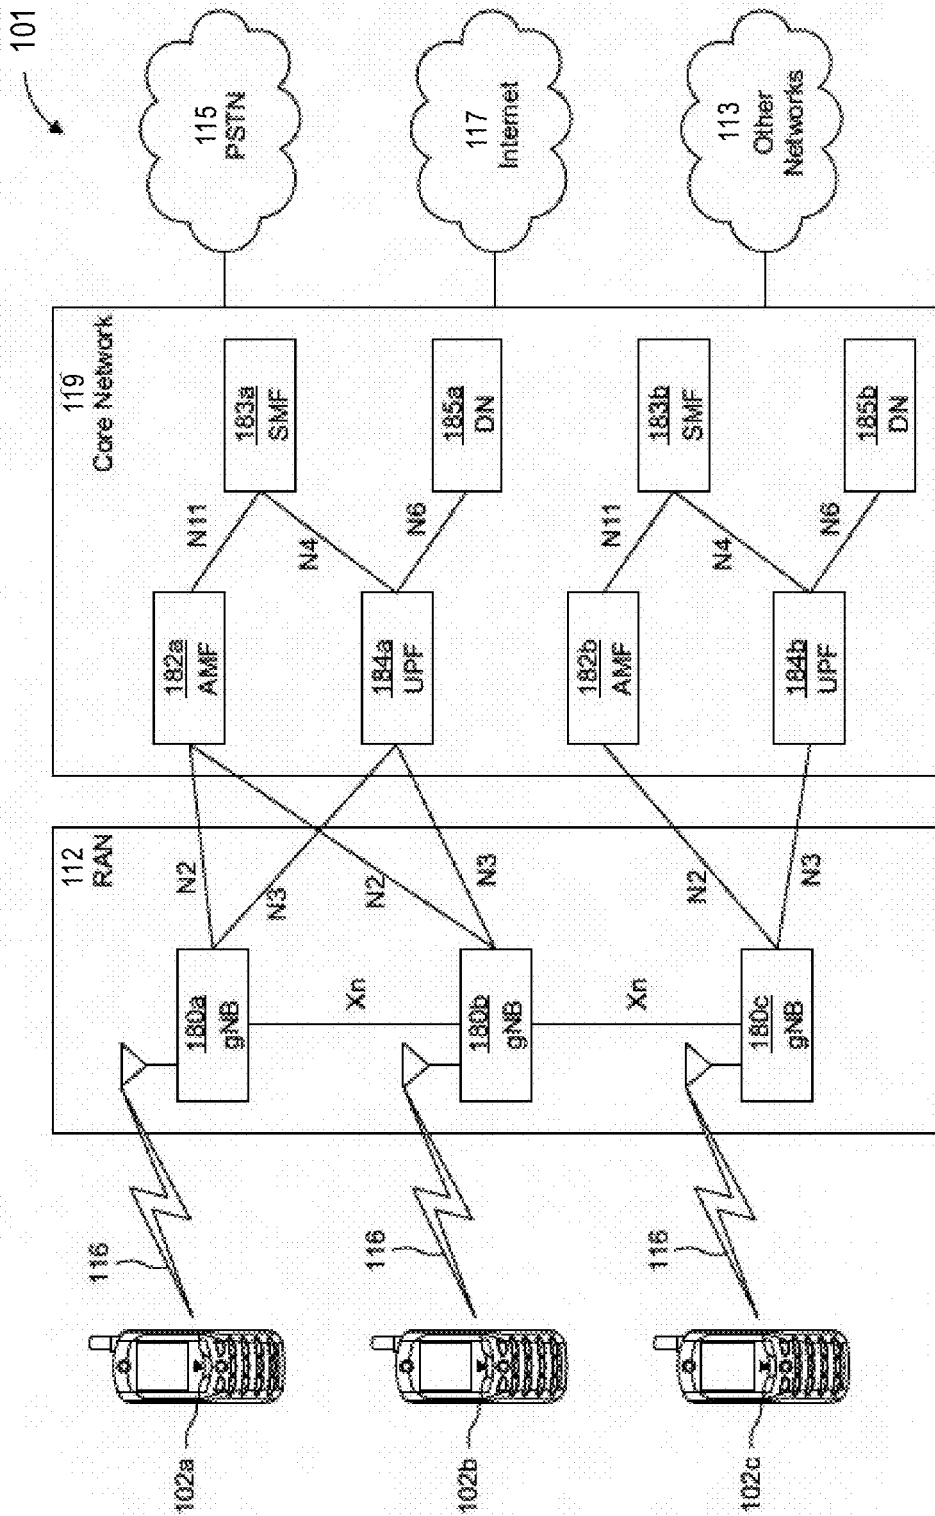 101
102a
102b
102c
116
116
116
112
RAN
180a
gNB
180b
gNB
180c
gNB
Xn
Xn
N2
N3
N2
N3
N2
N3
119
Core Network
182a
AMF
184a
UPF
182b
AMF
184b
UPF
N11
N4
N6
N11
N4
N6
183a
SMF
185a
DN
183b
SMF
185b
DN
115
PSTN
117
Internet
113
Other
Networks